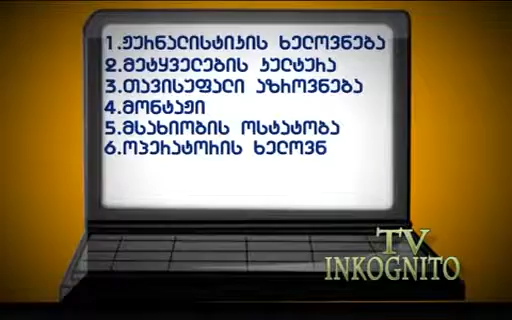 1.ჟურნალისტიკის ხელოვნება
2.მეტყველების კულტურა
3.თავისუფალი აზროვნება
4.მონტაჟი
5.მსახიობის ოსტატობა
6.ოპერატორის ხელოვნ
TV
INKOGNITO